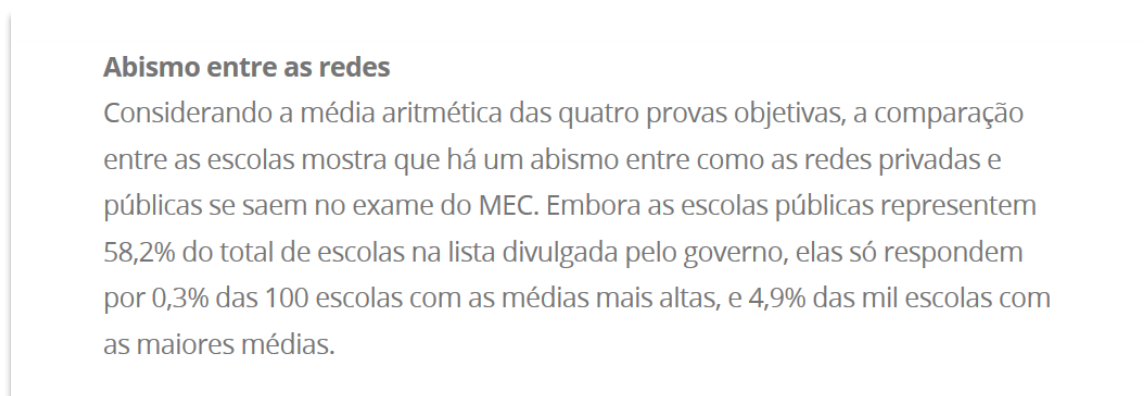 Abismo entre as redes
Considerando a média aritmética das quatro provas objetivas, a comparação
entre as escolas mostra que há um abismo entre como as redes privadas e
públicas se saem no exame do MEC. Embora as escolas públicas representem
58,2% do total de escolas na lista divulgada pelo governo, elas só respondem
por 0,3% das 100 escolas com as médias mais altas, e 4,9% das mil escolas com
as maiores médias.